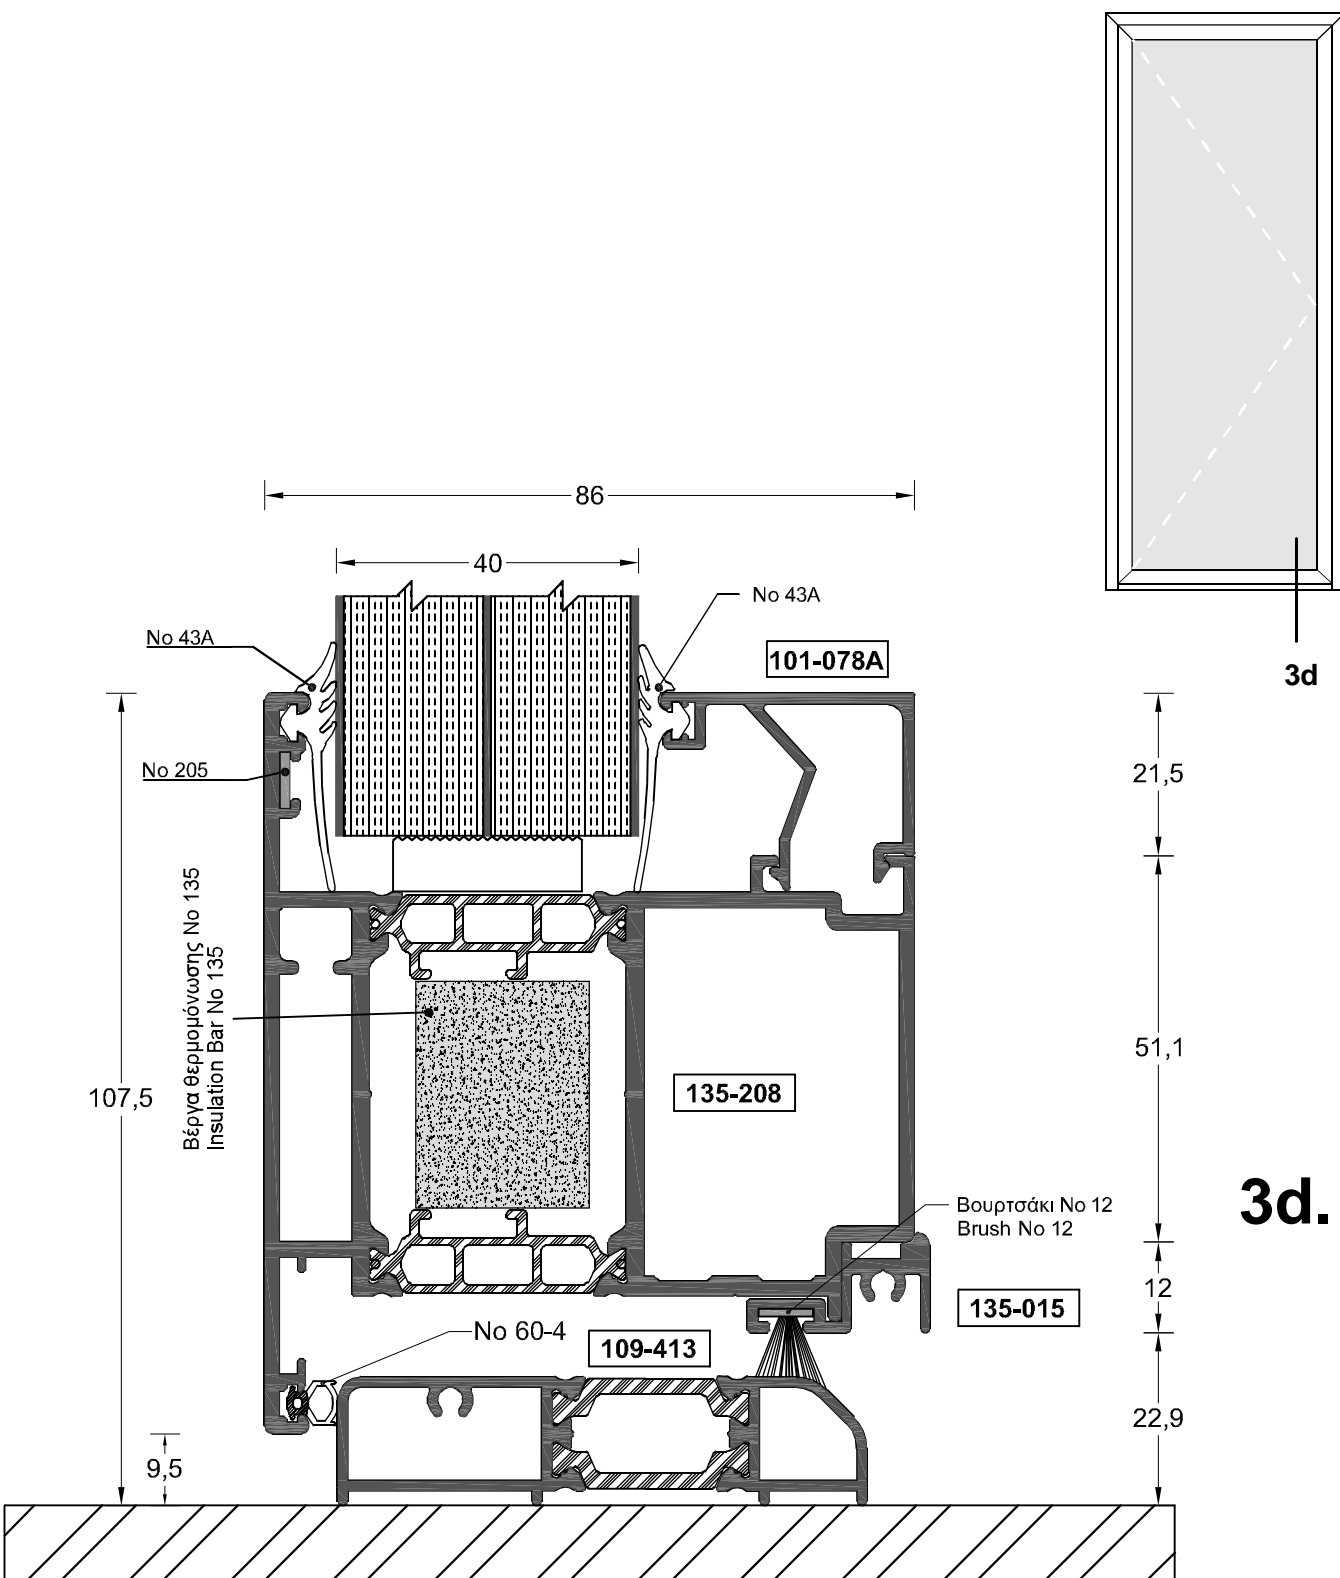 86
40
No 43A
No 43A
101-078A
3d
No 205
21,5
Βέργα θερμομόνωσης No 135
Insulation Bar No 135
51,1
107,5
135-208
3d.
Βουρτσάκι No 12
Brush No 12
12
135-015
No 60-4
109-413
22,9
9,5